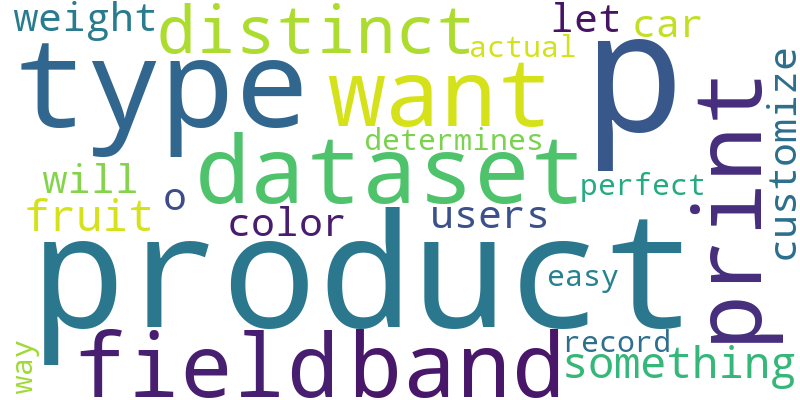 weight
distinct
let
car
type
want
actual
p
print
customize
determines
dataset
will
o
perfect
fruit
color
users
product
easy
fieldband
record
something
way